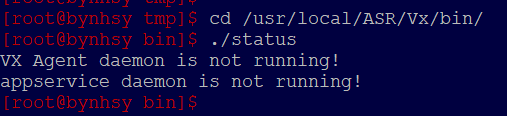 [root@bynhsy tmp]$ cd /usr/local/ASR/Vx/bin/
[root@bynhsy bin]$ ./status
VX Agent daemon is not running!
appservice daemon is not running!
[root@bynhsy bin]$